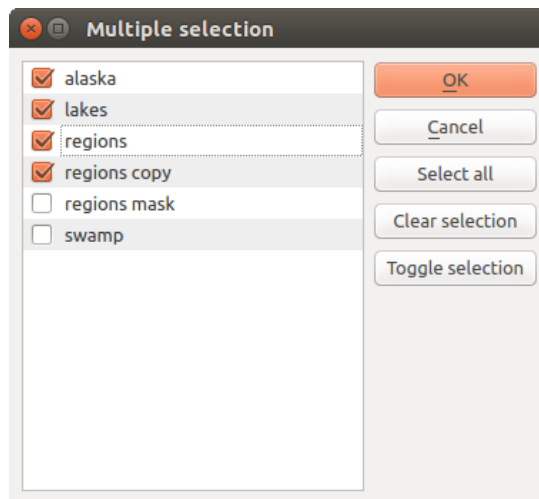 Multiple selection
alaska
lakes
regions
regions copy
regions mask
swamp
OK
Cancel
Select all
Clear selection
Toggle selection